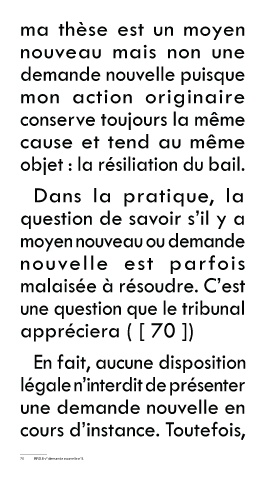 ma thèse est un moyen
nouveau mais non une
demande nouvelle puisque
mon action originaire
conserve toujours la même
cause et tend au même
objet : la résiliation du bail.
Dans la pratique, la
question de savoir s'il y a
moyen nouveau ou demande
nouvelle est parfois
malaisée à résoudre. C'est
une question que le tribunal
appréciera ( [ 70 ])
En fait, aucune disposition
légale n'interdit de présenter
une demande nouvelle en
cours d'instance. Toutefois,